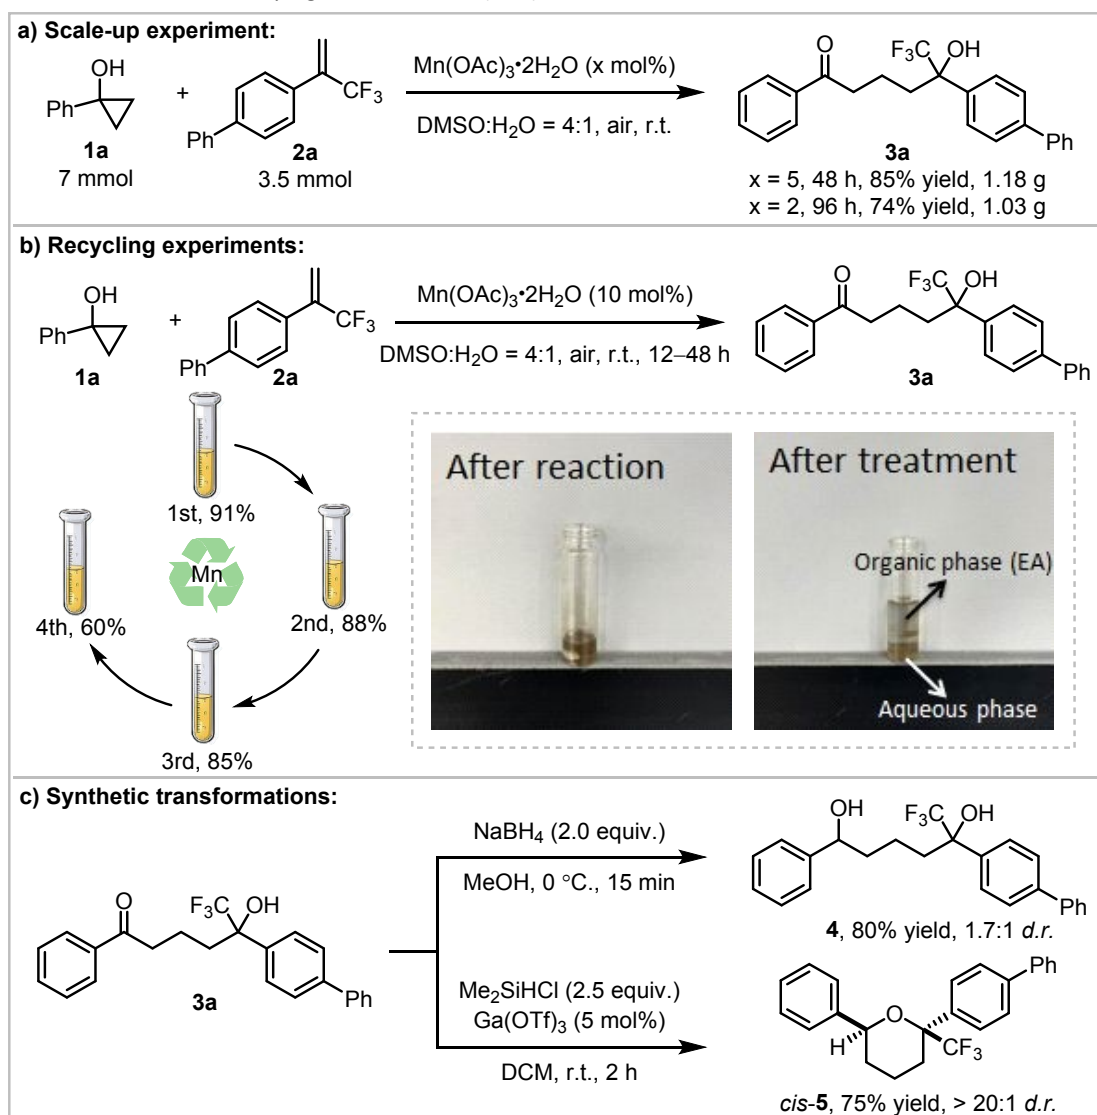 a) Scale-up experiment:
OH
Ph
1a
7 mmol
+
CF3
Ph
2a
3.5 mmol
Mn(OAc)3•2H2O (x mol%)
DMSO:H2O = 4:1, air, r.t.
O
F3C OH
Ph
3a
x = 5, 48 h, 85% yield, 1.18 g
x = 2, 96 h, 74% yield, 1.03 g
b) Recycling experiments:
OH
Ph
1a
+
CF3
Ph
2a
Mn(OAc)3•2H2O (10 mol%)
DMSO:H2O = 4:1, air, r.t., 12–48 h
O
F3C OH
Ph
3a
1st, 91%
Mn
2nd, 88%
3rd, 85%
4th, 60%
After reaction
After treatment
Organic phase (EA)
Aqueous phase
c) Synthetic transformations:
O
F3C OH
Ph
3a
NaBH4 (2.0 equiv.)
MeOH, 0 °C., 15 min
OH
F3C OH
Ph
4, 80% yield, 1.7:1 d.r.
Me2SiHCl (2.5 equiv.)
Ga(OTf)3 (5 mol%)
DCM, r.t., 2 h
Ph
O
H
CF3
cis-5, 75% yield, > 20:1 d.r.